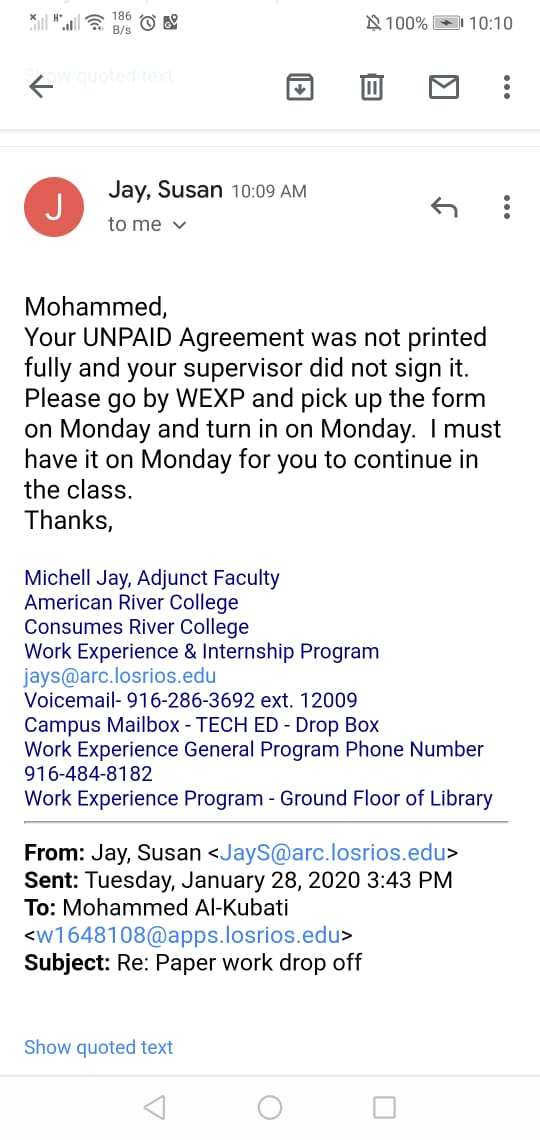 186
B/s
100%
10:10
Show quoted text
J
Jay, Susan 10:09 AM
to me
Mohammed,
Your UNPAID Agreement was not printed
fully and your supervisor did not sign it.
Please go by WEXP and pick up the form
on Monday and turn in on Monday.  I must
have it on Monday for you to continue in
the class.
Thanks,
Michell Jay, Adjunct Faculty
American River College
Consumes River College
Work Experience & Internship Program
jays@arc.losrios.edu
Voicemail- 916-286-3692 ext. 12009
Campus Mailbox - TECH ED - Drop Box
Work Experience General Program Phone Number
916-484-8182
Work Experience Program - Ground Floor of Library
From: Jay, Susan <JayS@arc.losrios.edu>
Sent: Tuesday, January 28, 2020 3:43 PM
To: Mohammed Al-Kubati
<w1648108@apps.losrios.edu>
Subject: Re: Paper work drop off
Show quoted text